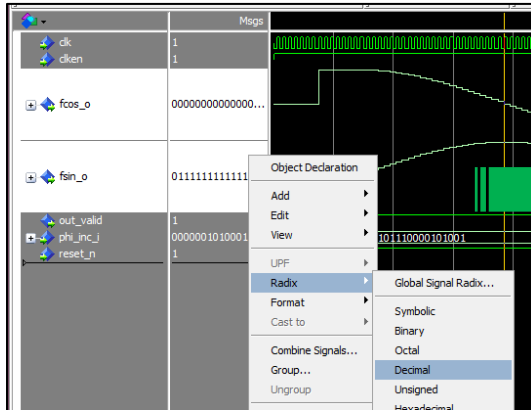 Msgs
clk 1
clken 1
fcos_o 00000000000000...
fsin_o 0111111111111
out_valid 1
phi_inc_i 0000001010001
101110000101001
reset_n 1
Object Declaration
Add
Edit
View
UPF
Radix
Format
Cast to
Combine Signals...
Group...
Ungroup
Global Signal Radix...
Symbolic
Binary
Octal
Decimal
Unsigned
Hexadecimal